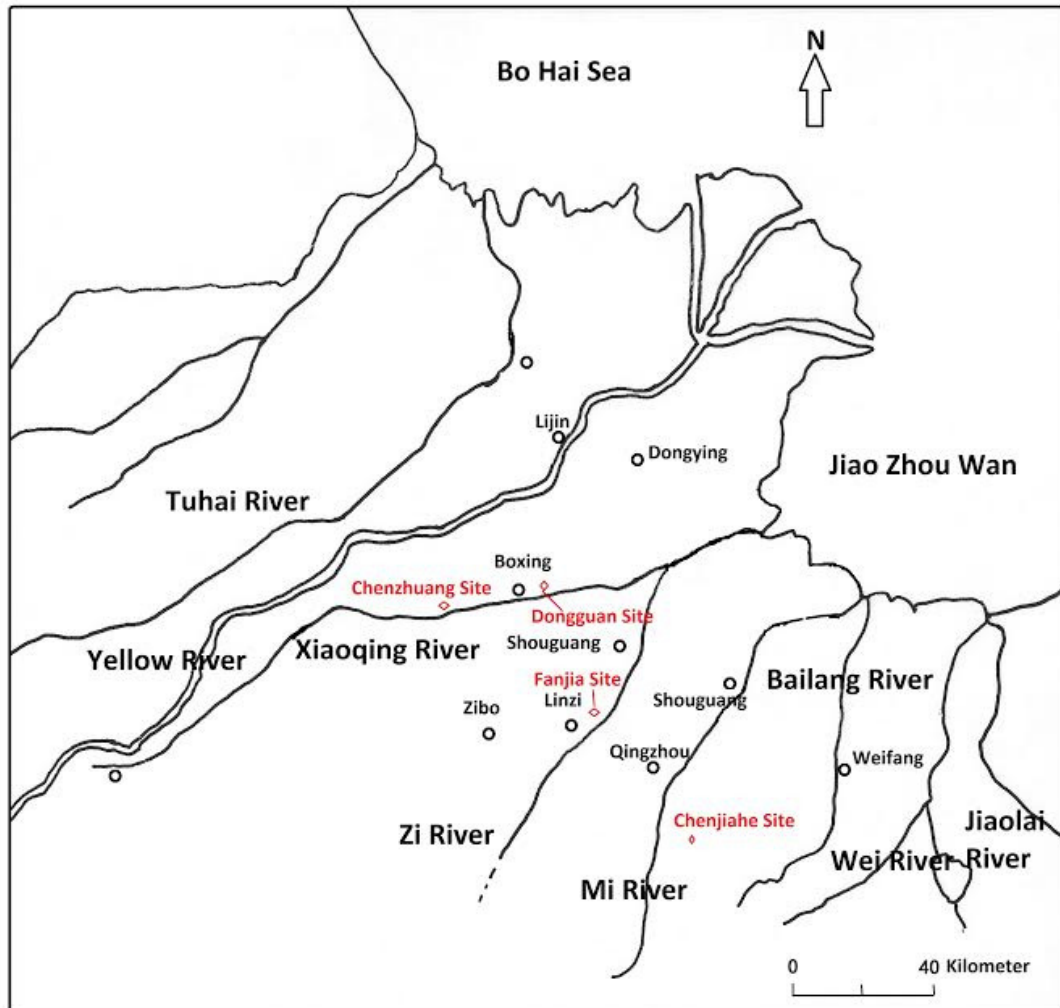 N
Bo Hai Sea
Lijin
Dongying
Jiao Zhou Wan
Tuhai River
Boxing
Chenzhuang Site
Dongguan Site
Shouguang
Yellow River
Xiaoqing River
Fanjia Site
Linzi
Zibo
Shouguang
Bailang River
Qingzhou
Weifang
Chenjiahe Site
Zi River
Jiaolai
River
Wei River
Mi River
0 40 Kilometer